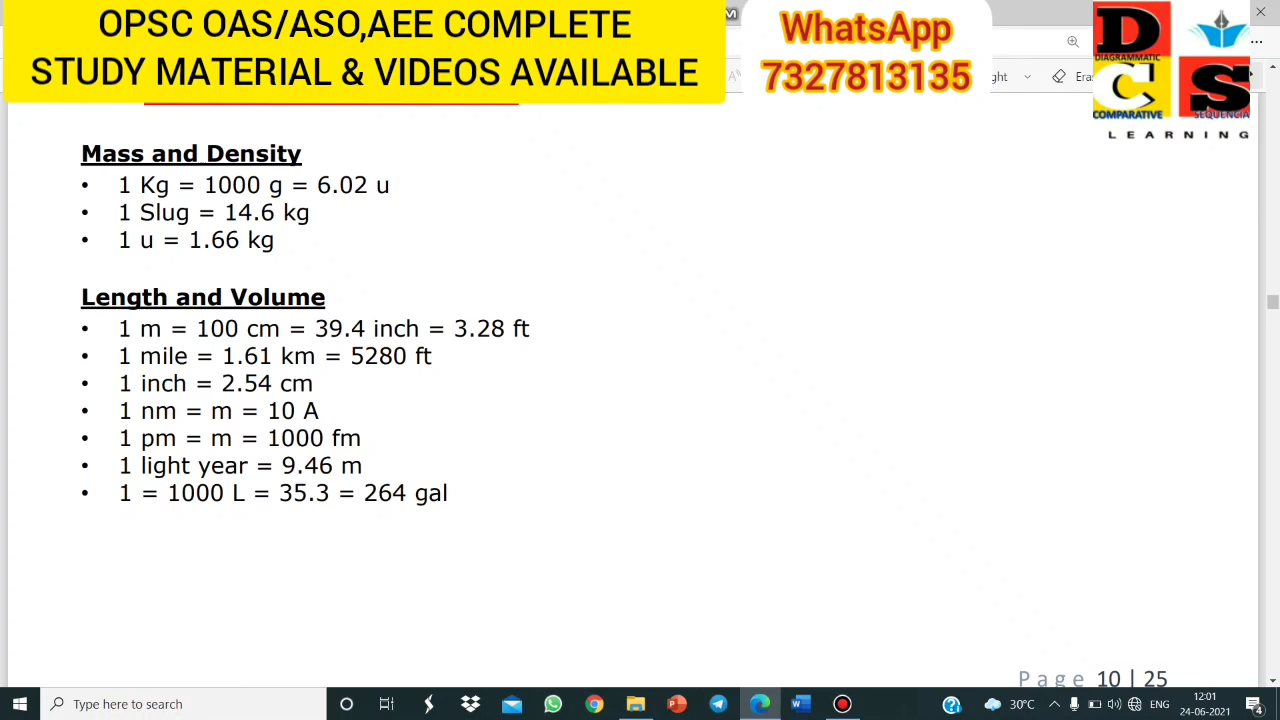 OPSC OAS/ASO,AEE COMPLETE
STUDY MATERIAL & VIDEOS AVAILABLE
WhatsApp
7327813135
D
DIAGRAMMATIC
C
S
COMPARATIVE
LEARNING
ght
Mass and Density
• 1 Kg = 1000 g = 6.02 u
• 1 Slug = 14.6 kg
• 1 u = 1.66 kg
Length and Volume
• 1 m = 100 cm = 39.4 inch = 3.28 ft
• 1 mile = 1.61 km = 5280 ft
• 1 inch = 2.54 cm
• 1 nm = m = 10 A
• 1 pm = m = 1000 fm
• 1 light year = 9.46 m
• 1 = 1000 L = 35.3 = 264 gal
Page 10 | 25
Type here to search
30°C
ENG
12:01
24-06-2021
4